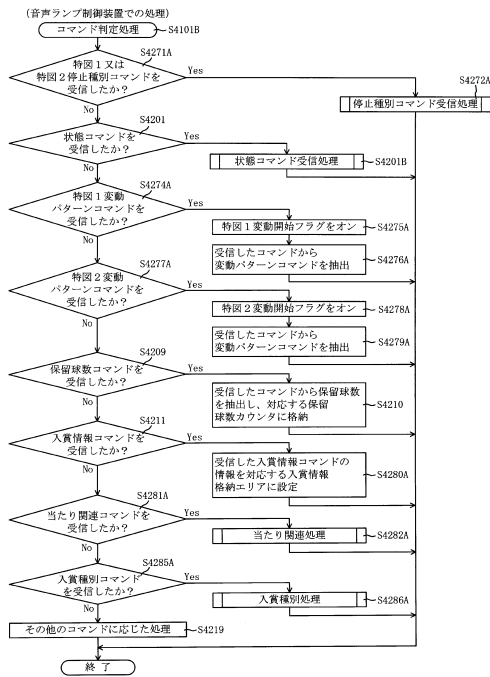 (音声ランプ制御装置での処理)
コマンド判定処理
S4101B
S4271A
特図1又は
特図2停止種別コマンドを
受信したか?
Yes
S4272A
停止種別コマンド受信処理
No
S4201
状態コマンドを
受信したか?
Yes
状態コマンド受信処理
S4201B
No
S4274A
特図1変動
パターンコマンドを
受信したか?
Yes
特図1変動開始フラグをオン
S4275A
受信したコマンドから
変動パターンコマンドを抽出
S4276A
No
S4277A
特図2変動
パターンコマンドを
受信したか?
Yes
特図2変動開始フラグをオン
S4278A
受信したコマンドから
変動パターンコマンドを抽出
S4279A
No
S4209
保留球数コマンドを
受信したか?
Yes
受信したコマンドから保留球数
を抽出し、対応する保留
球数カウンタに格納
S4210
No
S4211
入賞情報コマンドを
受信したか?
Yes
受信した入賞情報コマンドの
情報を対応する入賞情報
格納エリアに設定
S4280A
No
S4281A
当たり関連コマンドを
受信したか?
Yes
当たり関連処理
S4282A
No
S4285A
入賞種別コマンド
を受信したか?
Yes
入賞種別処理
S4286A
No
その他のコマンドに応じた処理
S4219
終了